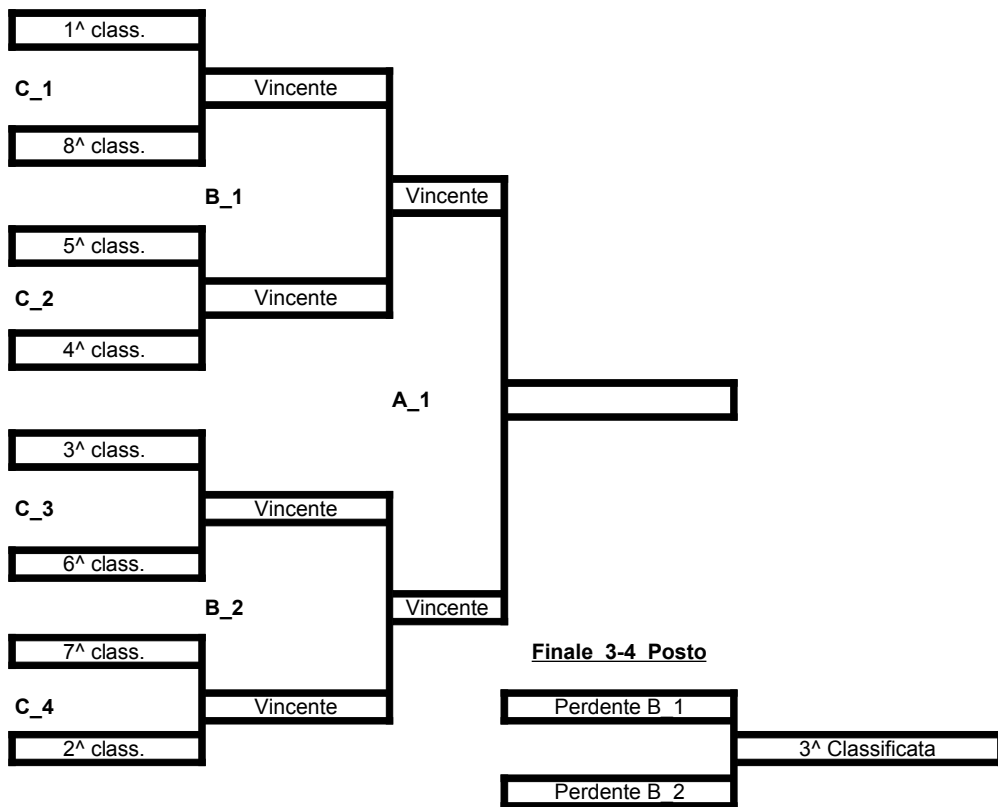 1^ class.
C_1
Vincente
8^ class.
B_1
Vincente
5^ class.
C_2
Vincente
4^ class.
A_1
3^ class.
C_3
Vincente
6^ class.
B_2
Vincente
7^ class.
Finale 3-4 Posto
C_4
Vincente
Perdente B_1
2^ class.
3^ Classificata
Perdente B_2